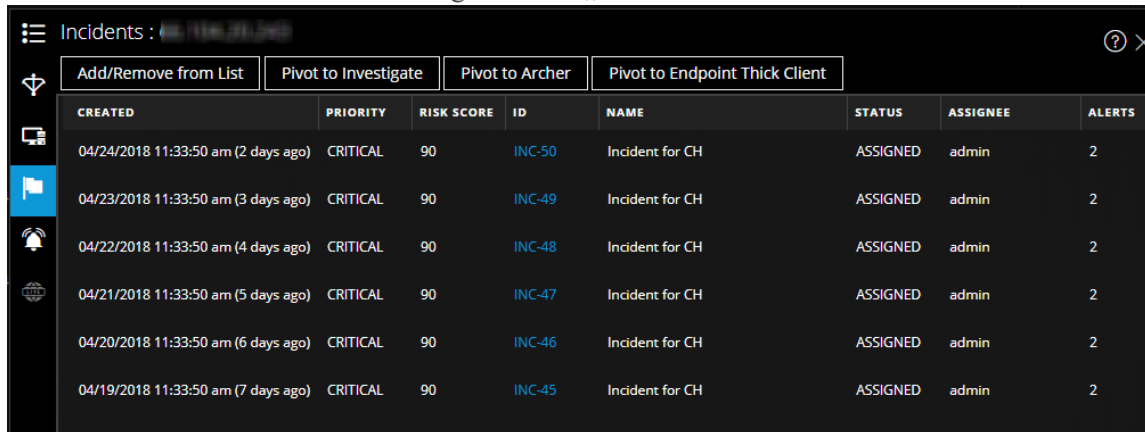 Incidents :
Add/Remove from List Pivot to Investigate Pivot to Archer Pivot to Endpoint Thick Client
CREATED PRIORITY RISK SCORE ID NAME STATUS ASSIGNEE ALERTS
04/24/2018 11:33:50 am (2 days ago) CRITICAL 90 INC-50 Incident for CH ASSIGNED admin 2
04/23/2018 11:33:50 am (3 days ago) CRITICAL 90 INC-49 Incident for CH ASSIGNED admin 2
04/22/2018 11:33:50 am (4 days ago) CRITICAL 90 INC-48 Incident for CH ASSIGNED admin 2
04/21/2018 11:33:50 am (5 days ago) CRITICAL 90 INC-47 Incident for CH ASSIGNED admin 2
04/20/2018 11:33:50 am (6 days ago) CRITICAL 90 INC-46 Incident for CH ASSIGNED admin 2
LIVE
04/19/2018 11:33:50 am (7 days ago) CRITICAL 90 INC-45 Incident for CH ASSIGNED admin 2